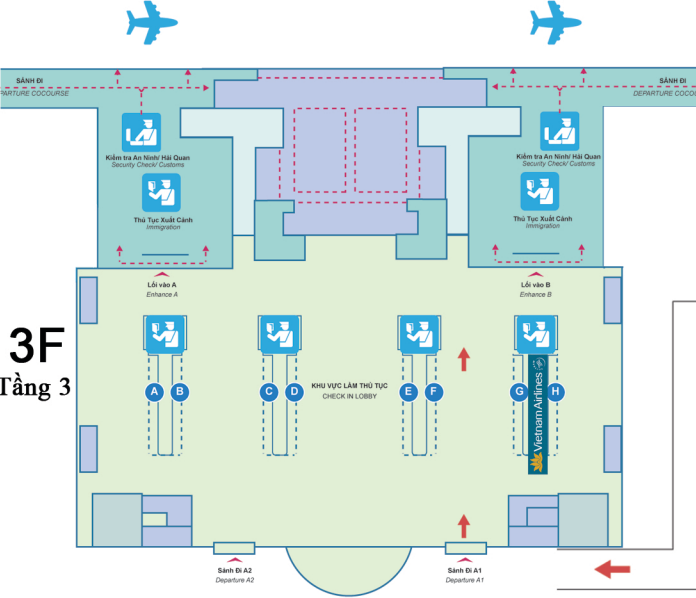 SẢNH ĐI
PARTURE COCOURSE
SẢNH ĐI
DEPARTURE COCOU
Kiểm tra An Ninh/ Hải Quan
Security Check/ Customs
Kiểm tra An Ninh/ Hải Quan
Security Check/ Customs
Thủ Tục Xuất Cảnh
Immigration
Thủ Tục Xuất Cảnh
Immigration
Lối vào A
Enhance A
Lối vào B
Enhance B
3F
Tầng 3
A B
C D
KHU VỰC LÀM THỦ TỤC
CHECK IN LOBBY
E F
G H
Vietnam Airlines
Sảnh Đi A2
Departure A2
Sảnh Đi A1
Departure A1